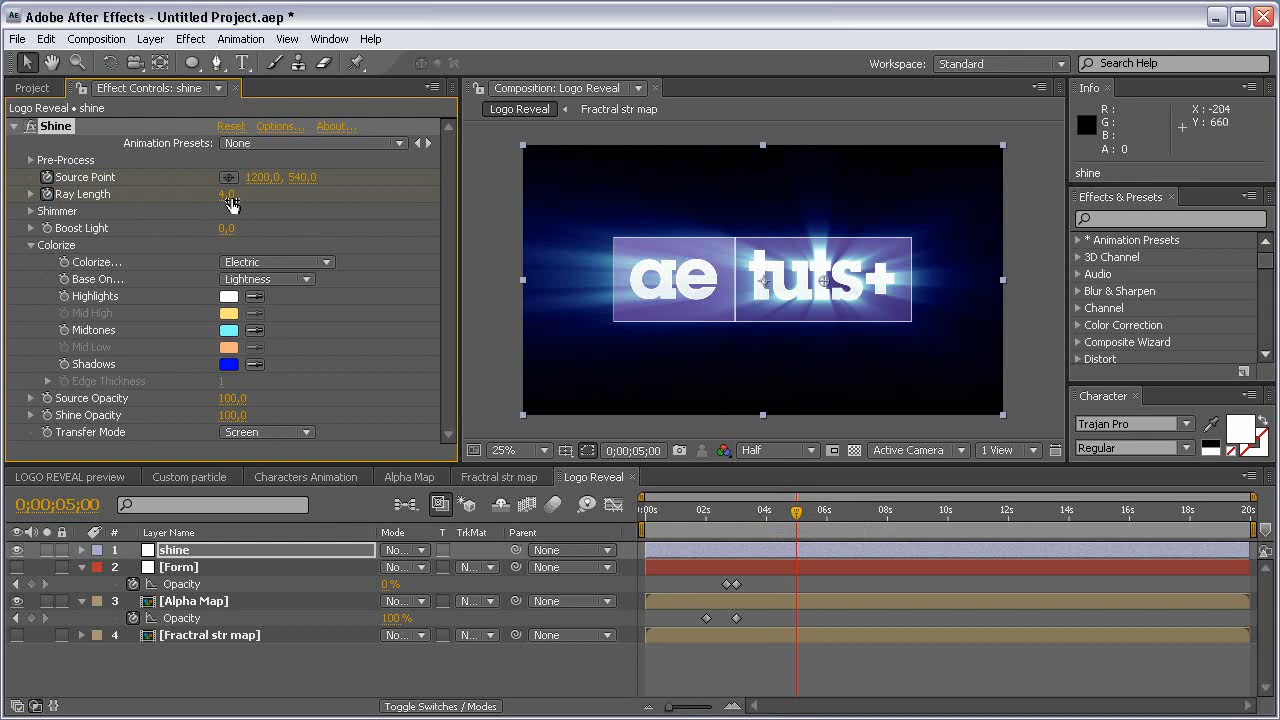 Adobe After Effects - Untitled Project.aep *
File Edit Composition Layer Effect Animation View Window Help
Workspace: Standard Search Help
Project Effect Controls: shine
Logo Reveal • shine
fx Shine Reset Options... About...
Animation Presets: None
Pre-Process
Source Point 1200,0, 540,0
Ray Length 4,0
Shimmer
Boost Light 0,0
Colorize
Colorize... Electric
Base On... Lightness
Highlights
Mid High
Midtones
Mid Low
Shadows
Edge Thickness 1
Source Opacity 100,0
Shine Opacity 100,0
Transfer Mode Screen
Composition: Logo Reveal
Logo Reveal Fractral str map
ae tuts+
25% 0;00;05;00 Half Active Camera 1 View
Info
R : X : -204
G : Y : 660
B :
A : 0
shine
Effects & Presets
* Animation Presets
3D Channel
Audio
Blur & Sharpen
Channel
Color Correction
Composite Wizard
Distort
Character
Trajan Pro
Regular
LOGO REVEAL preview Custom particle Characters Animation Alpha Map Fractral str map Logo Reveal
0;00;05;00
:00s 02s 04s 06s 08s 10s 12s 14s 16s 18s 20s
# Layer Name Mode T TrkMat Parent
1 shine No... None
2 [Form] No... N... None
Opacity 0 %
3 [Alpha Map] No... N... None
Opacity 100 %
4 [Fractral str map] No... N... None
Toggle Switches / Modes